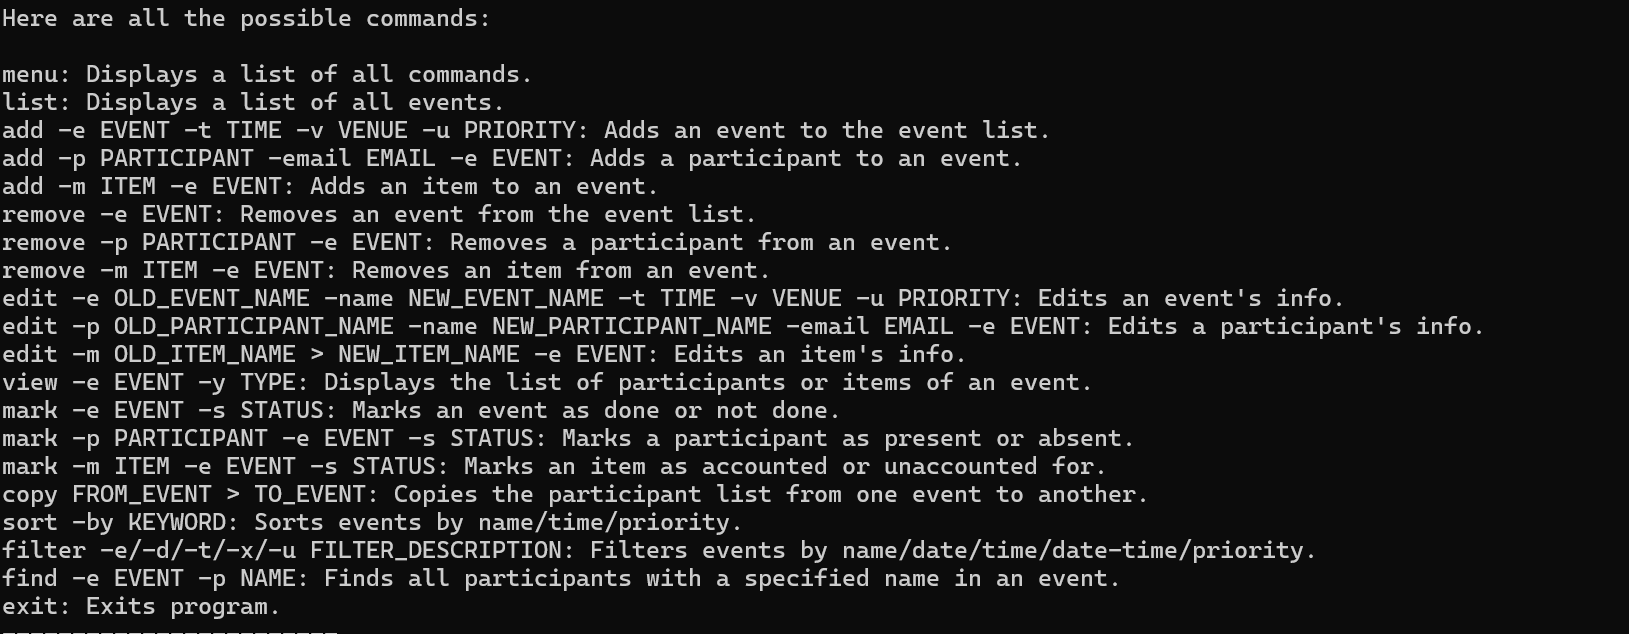 Here are all the possible commands:
menu: Displays a list of all commands.
list: Displays a list of all events.
add -e EVENT -t TIME -v VENUE -u PRIORITY: Adds an event to the event list.
add -p PARTICIPANT -email EMAIL -e EVENT: Adds a participant to an event.
add -m ITEM -e EVENT: Adds an item to an event.
remove -e EVENT: Removes an event from the event list.
remove -p PARTICIPANT -e EVENT: Removes a participant from an event.
remove -m ITEM -e EVENT: Removes an item from an event.
edit -e OLD_EVENT_NAME -name NEW_EVENT_NAME -t TIME -v VENUE -u PRIORITY: Edits an event's info.
edit -p OLD_PARTICIPANT_NAME -name NEW_PARTICIPANT_NAME -email EMAIL -e EVENT: Edits a participant's info.
edit -m OLD_ITEM_NAME > NEW_ITEM_NAME -e EVENT: Edits an item's info.
view -e EVENT -y TYPE: Displays the list of participants or items of an event.
mark -e EVENT -s STATUS: Marks an event as done or not done.
mark -p PARTICIPANT -e EVENT -s STATUS: Marks a participant as present or absent.
mark -m ITEM -e EVENT -s STATUS: Marks an item as accounted or unaccounted for.
copy FROM_EVENT > TO_EVENT: Copies the participant list from one event to another.
sort -by KEYWORD: Sorts events by name/time/priority.
filter -e/-d/-t/-x/-u FILTER_DESCRIPTION: Filters events by name/date/time/date-time/priority.
find -e EVENT -p NAME: Finds all participants with a specified name in an event.
exit: Exits program.
------------------------